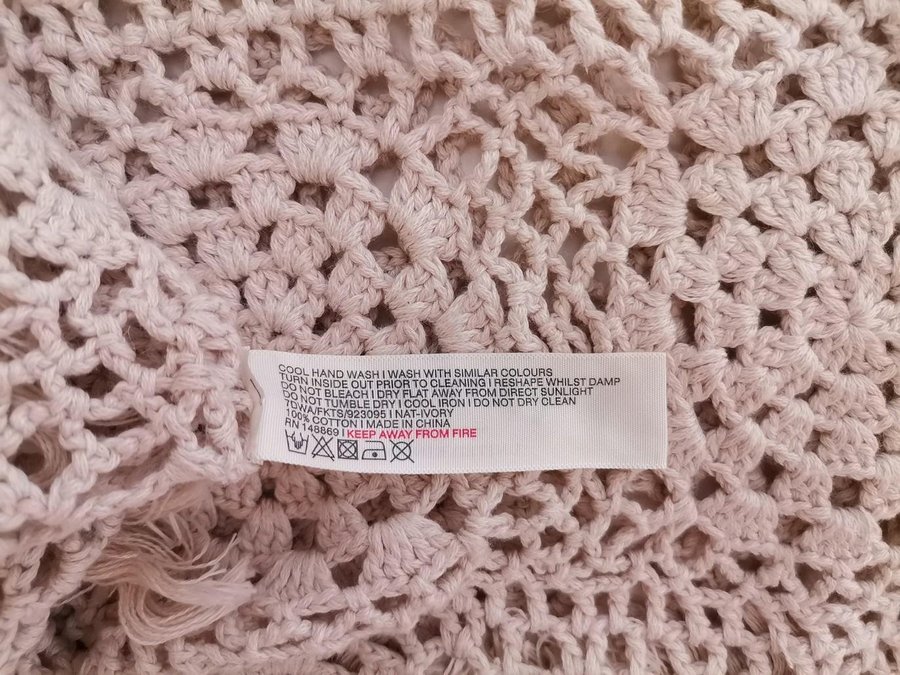 COOL HAND WASH | WASH WITH SIMILAR COLOURS
TURN INSIDE OUT PRIOR TO CLEANING | RESHAPE WHILST DAMP
DO NOT BLEACH | DRY FLAT AWAY FROM DIRECT SUNLIGHT
DO NOT TUMBLE DRY | COOL IRON | DO NOT DRY CLEAN
7DWA/FKTS/923095 | NAT-IVORY
100% COTTON | MADE IN CHINA
RN 148869 | KEEP AWAY FROM FIRE